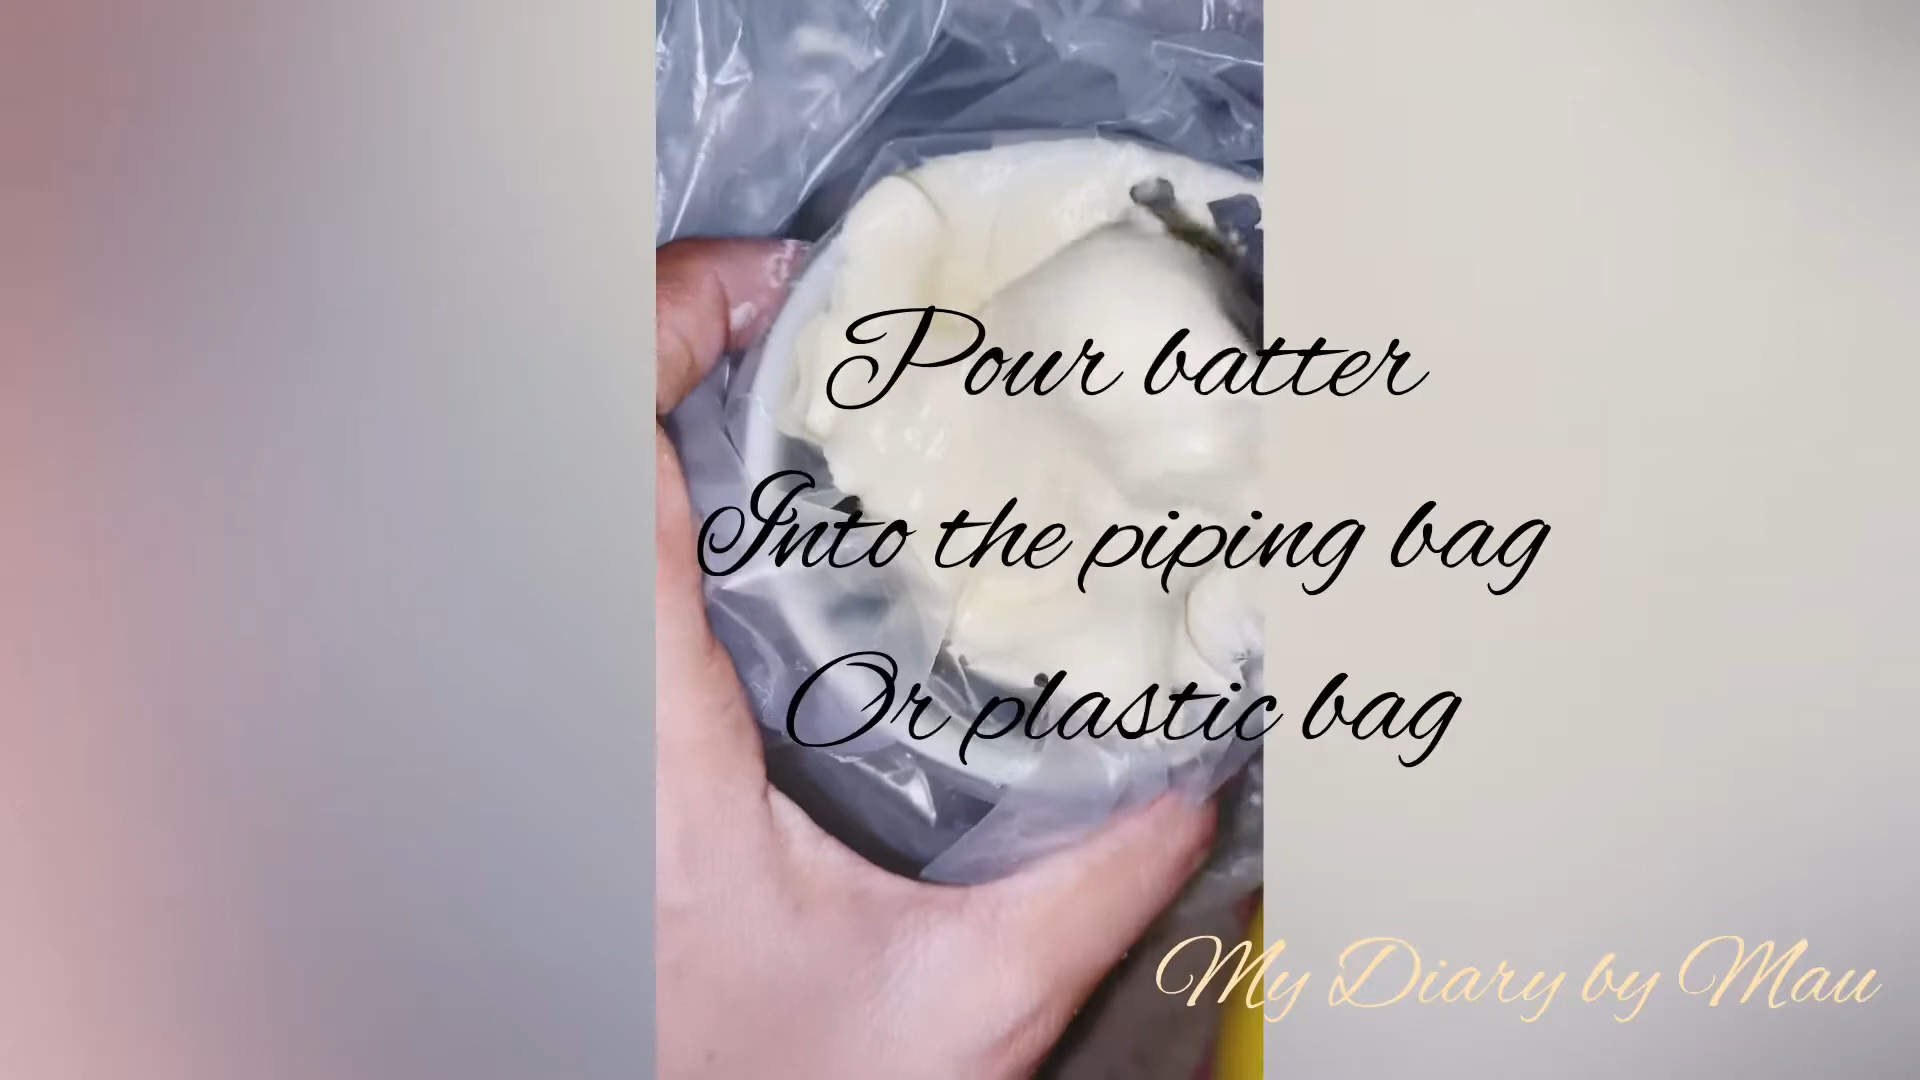 Pour batter
Into the piping bag
Or plastic bag
My Diary by Mau